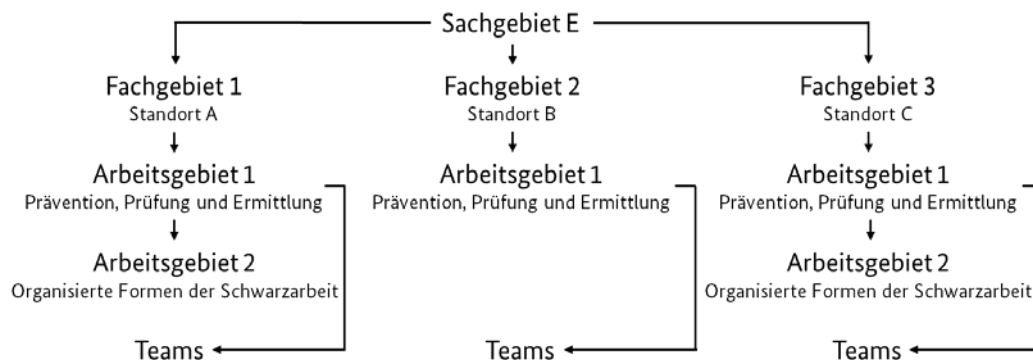 Sachgebiet E
Fachgebiet 1
Standort A
Arbeitsgebiet 1
Prävention, Prüfung und Ermittlung
Arbeitsgebiet 2
Organisierte Formen der Schwarzarbeit
Teams
Fachgebiet 2
Standort B
Arbeitsgebiet 1
Prävention, Prüfung und Ermittlung
Teams
Fachgebiet 3
Standort C
Arbeitsgebiet 1
Prävention, Prüfung und Ermittlung
Arbeitsgebiet 2
Organisierte Formen der Schwarzarbeit
Teams